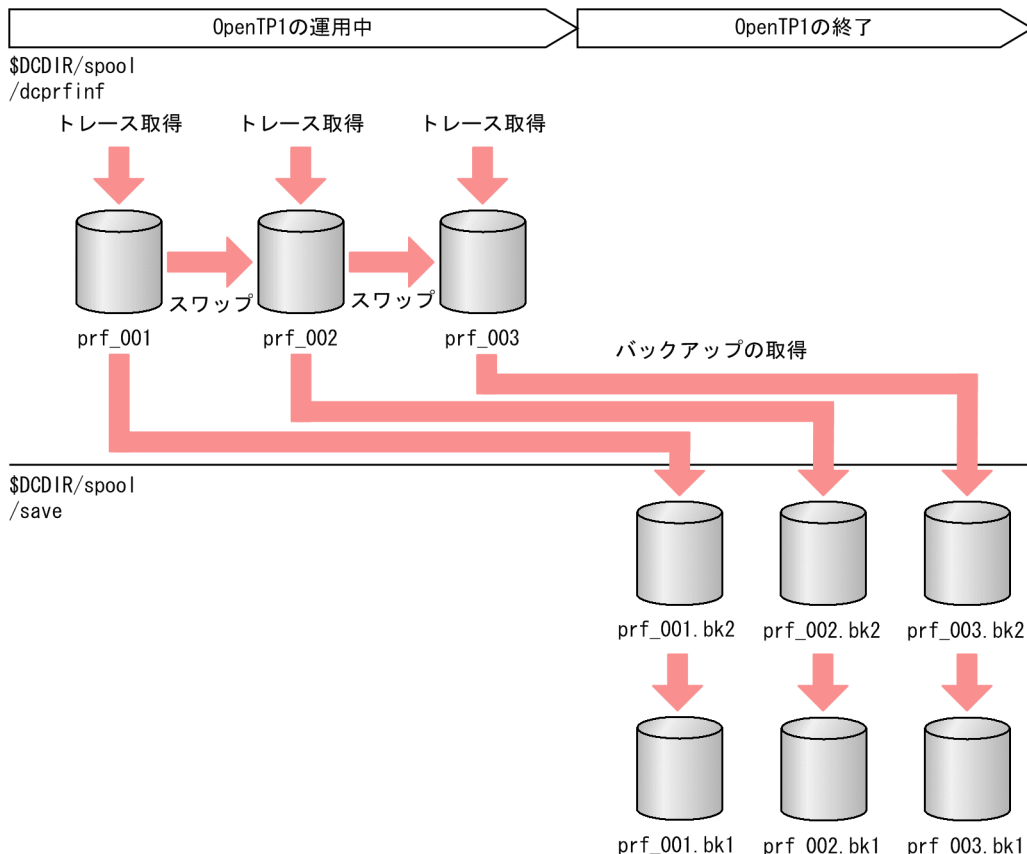 OpenTP1の運用中
OpenTP1の終了
$DCDIR/spool
/dcprfinf
トレース取得
トレース取得
トレース取得
スワップ
スワップ
prf_001
prf_002
prf_003
バックアップの取得
$DCDIR/spool
/save
prf_001.bk2
prf_002.bk2
prf_003.bk2
prf_001.bk1
prf_002.bk1
prf_003.bk1